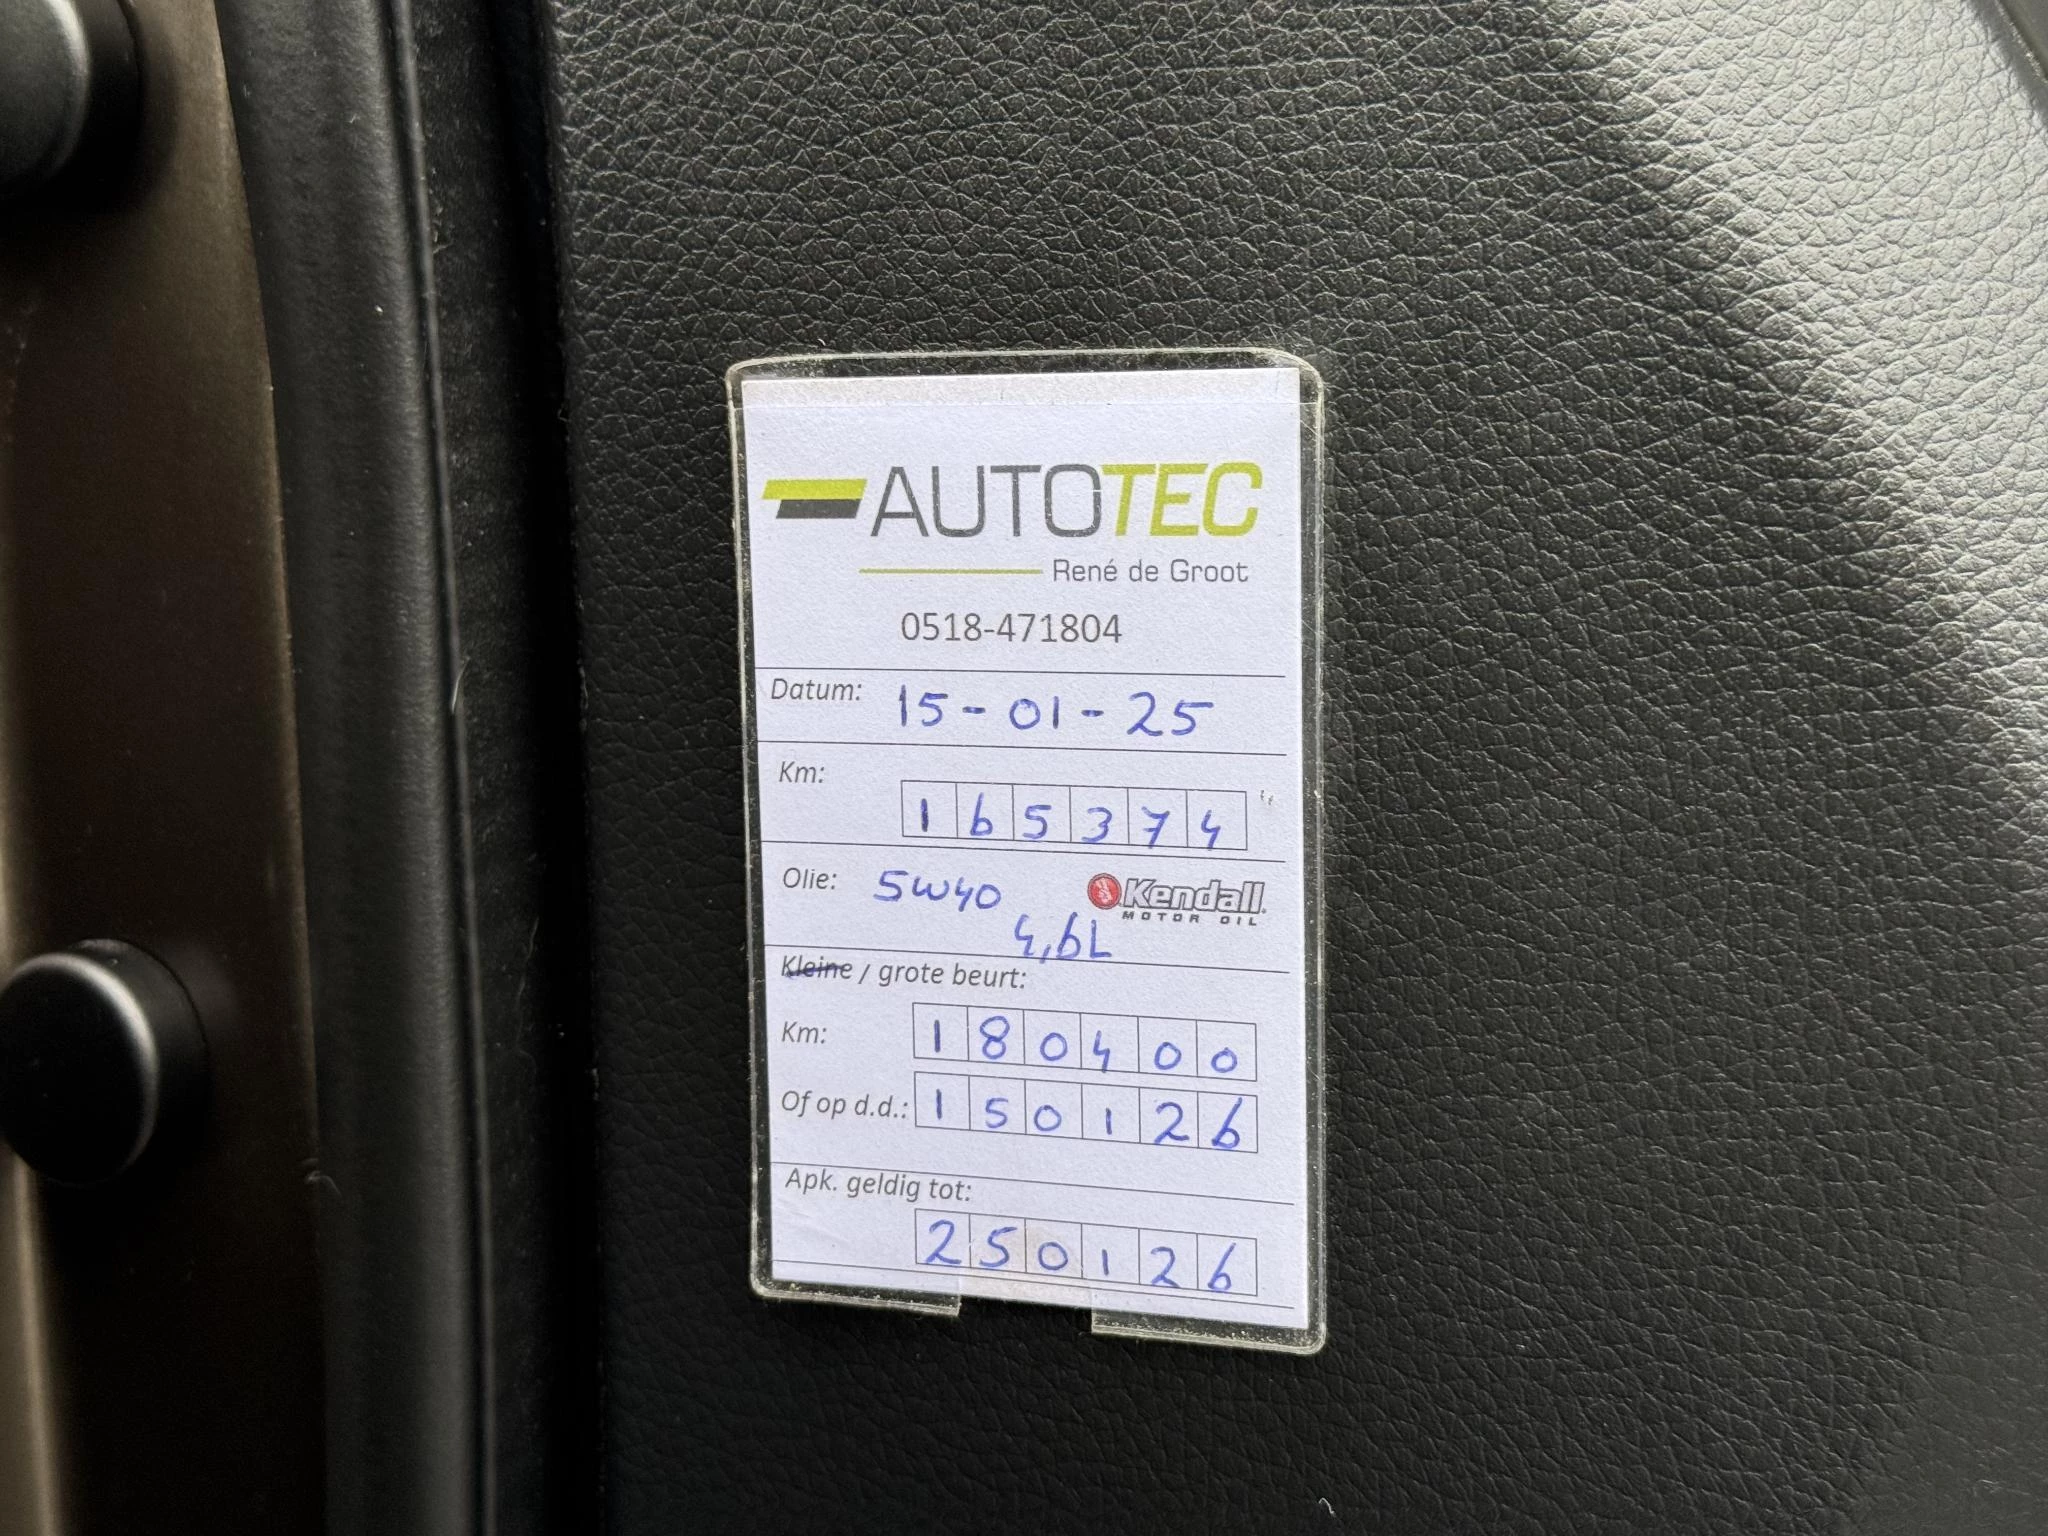 AUTOTEC
René de Groot
0518-471804
Datum: 15-01-25
Km: 165374
Olie: 5W40 Kendall
MOTOR OIL
4,6L
Kleine / grote beurt:
Km: 180400
Of op d.d.: 150126
Apk. geldig tot:
250126